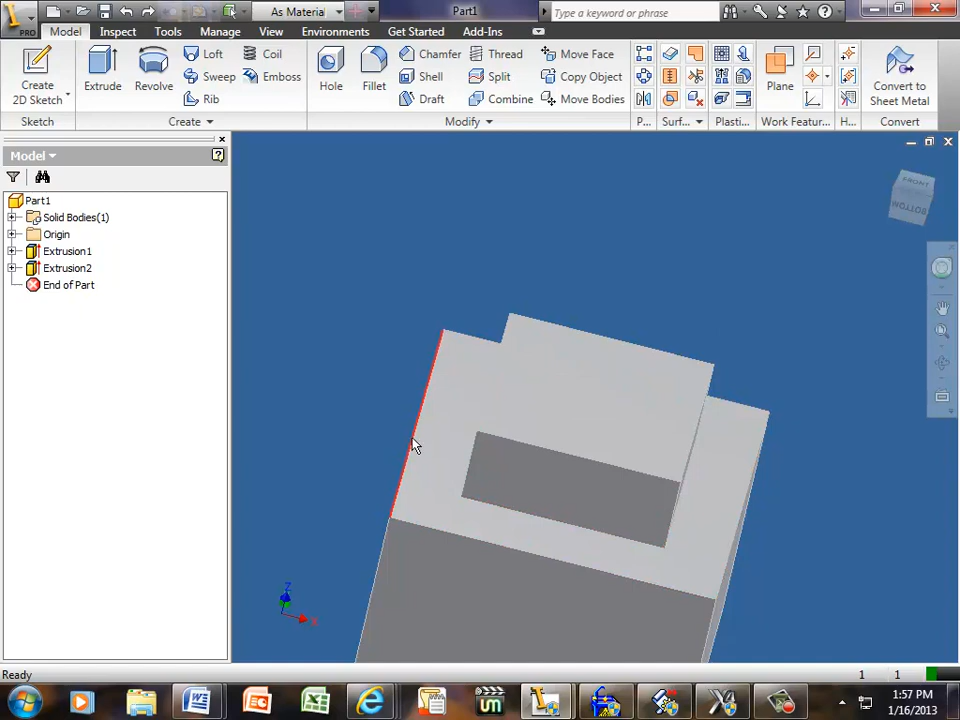 As Material
Part1
Type a keyword or phrase
PRO
Model Inspect Tools Manage View Environments Get Started Add-Ins
Create
2D Sketch
Extrude
Revolve
Loft
Sweep
Rib
Coil
Emboss
Hole
Fillet
Chamfer
Shell
Draft
Thread
Split
Combine
Move Face
Copy Object
Move Bodies
Plane
Convert to
Sheet Metal
Sketch
Create
Modify
P...
Surf...
Plasti...
Work Featur...
H...
Convert
Model
Part1
Solid Bodies(1)
Origin
Extrusion1
Extrusion2
End of Part
FRONT
BOTTOM
Z
X
Ready
1 1
1:57 PM
1/16/2013